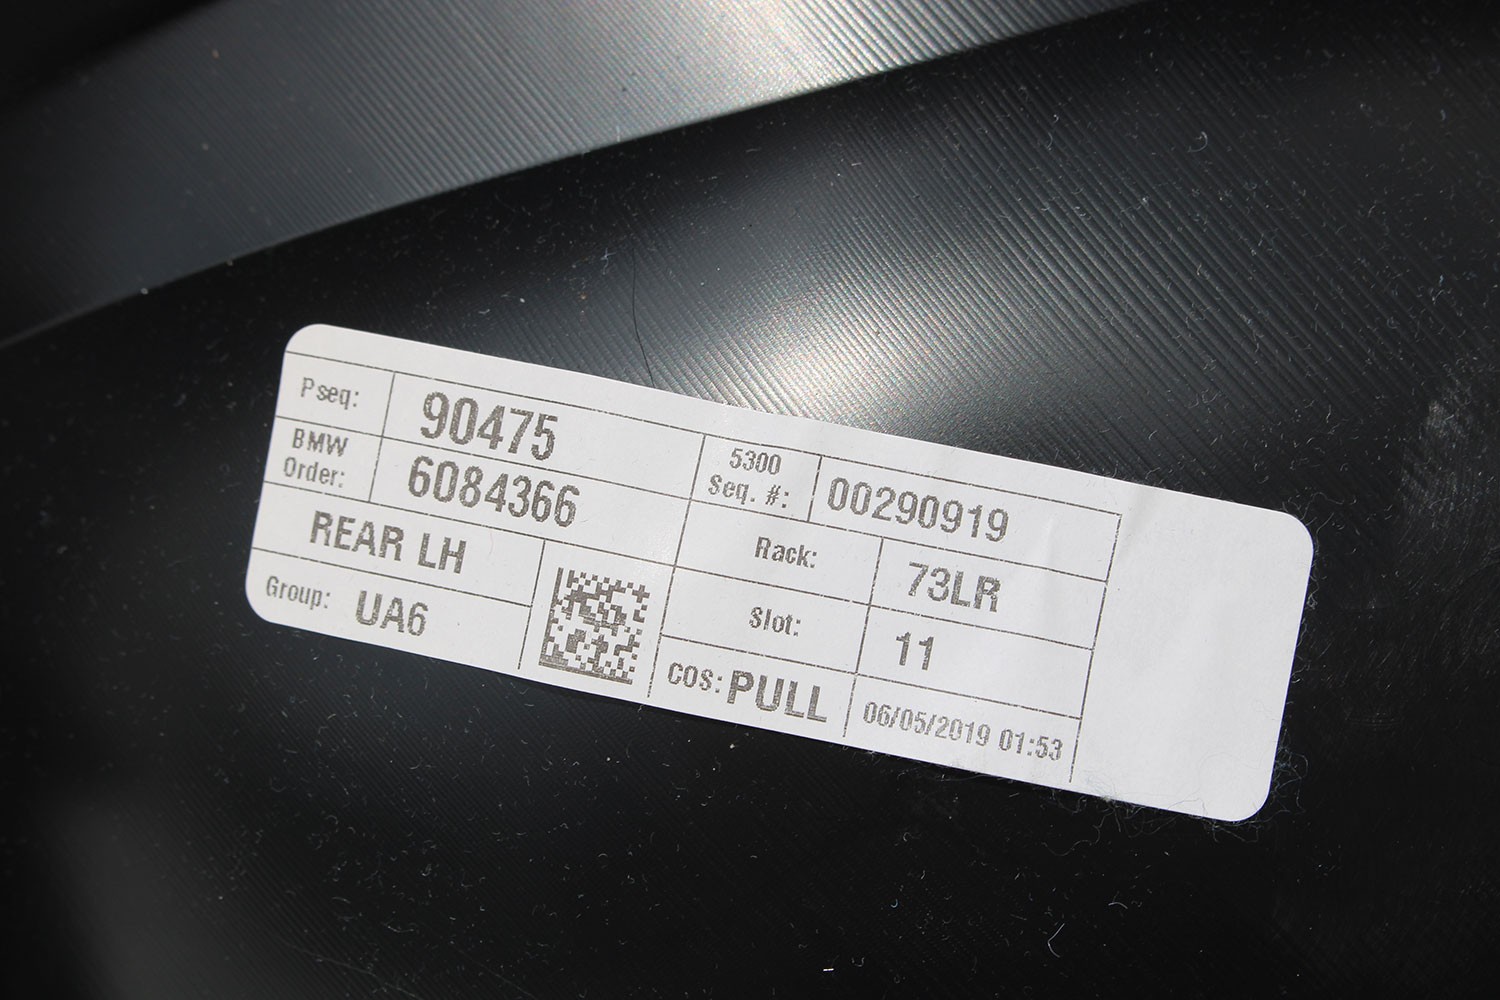 Pseq: 90475
BMW Order: 6084366
REAR LH
Group: UA6
5300 Seq. #: 00290919
Rack: 73LR
Slot: 11
COS: PULL
06/05/2019 01:53